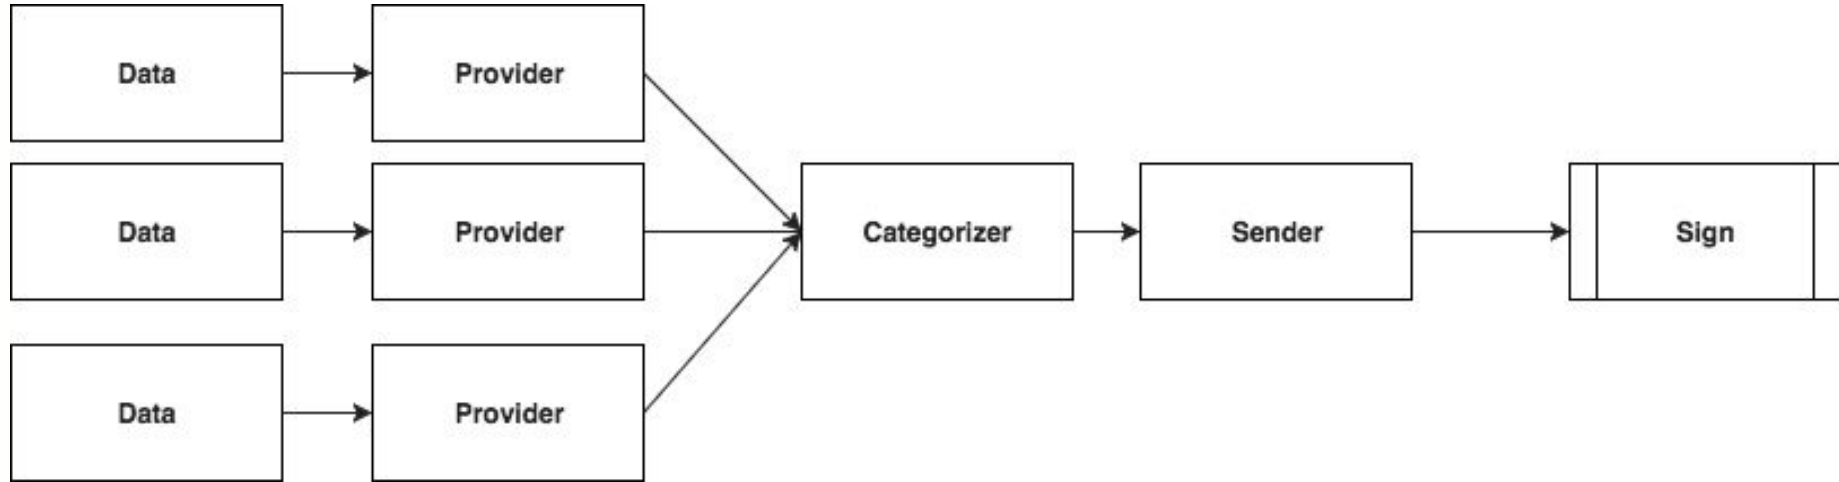 Data
Provider
Data
Provider
Categorizer
Sender
Sign
Data
Provider